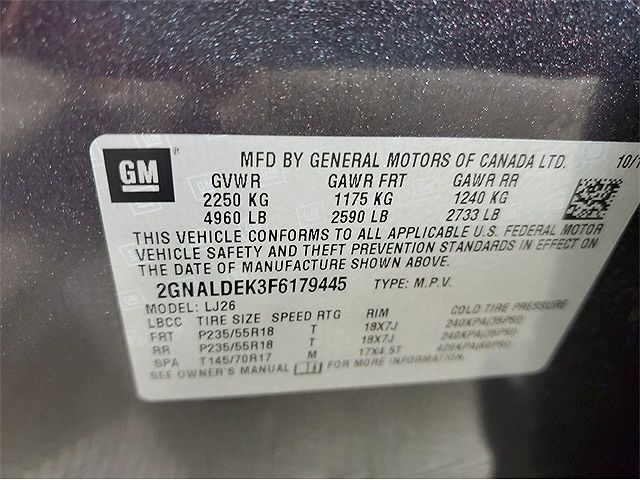 GM ® MFD BY GENERAL MOTORS OF CANADA LTD. 10/1
GVWR GAWR FRT GAWR RR
2250 KG 1175 KG 1240 KG
4960 LB 2590 LB 2733 LB
THIS VEHICLE CONFORMS TO ALL APPLICABLE U.S. FEDERAL MOTOR
VEHICLE SAFETY AND THEFT PREVENTION STANDARDS IN EFFECT ON
THE DATE OF MANUFACTURE SHOWN ABOVE.
2GNALDEK3F6179445 TYPE: M.P.V.
MODEL: LJ26
LBCC TIRE SIZE SPEED RTG RIM COLD TIRE PRESSURE
FRT P235/55R18 T 18X7J 240KPA(35PSI)
RR P235/55R18 T 18X7J 240KPA(35PSI)
SPA T145/70R17 M 17X4.5T 420KPA(60PSI)
SEE OWNER'S MANUAL FOR MORE INFORMATION.